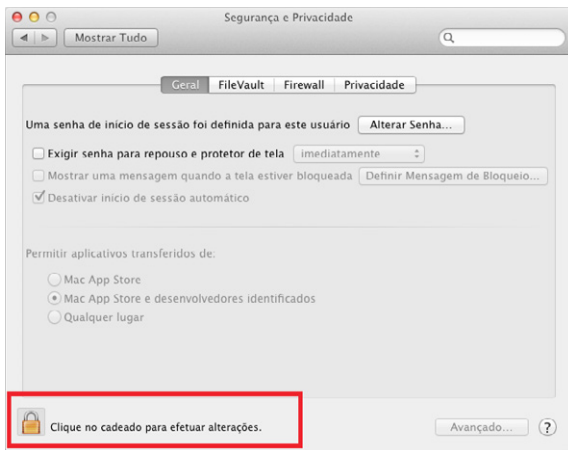 Segurança e Privacidade
Mostrar Tudo
Geral FileVault Firewall Privacidade
Uma senha de início de sessão foi definida para este usuário Alterar Senha...
Exigir senha para repouso e protetor de tela imediatamente
Mostrar uma mensagem quando a tela estiver bloqueada Definir Mensagem de Bloqueio...
Desativar início de sessão automático
Permitir aplicativos transferidos de:
Mac App Store
Mac App Store e desenvolvedores identificados
Qualquer lugar
Clique no cadeado para efetuar alterações.
Avançado... ?